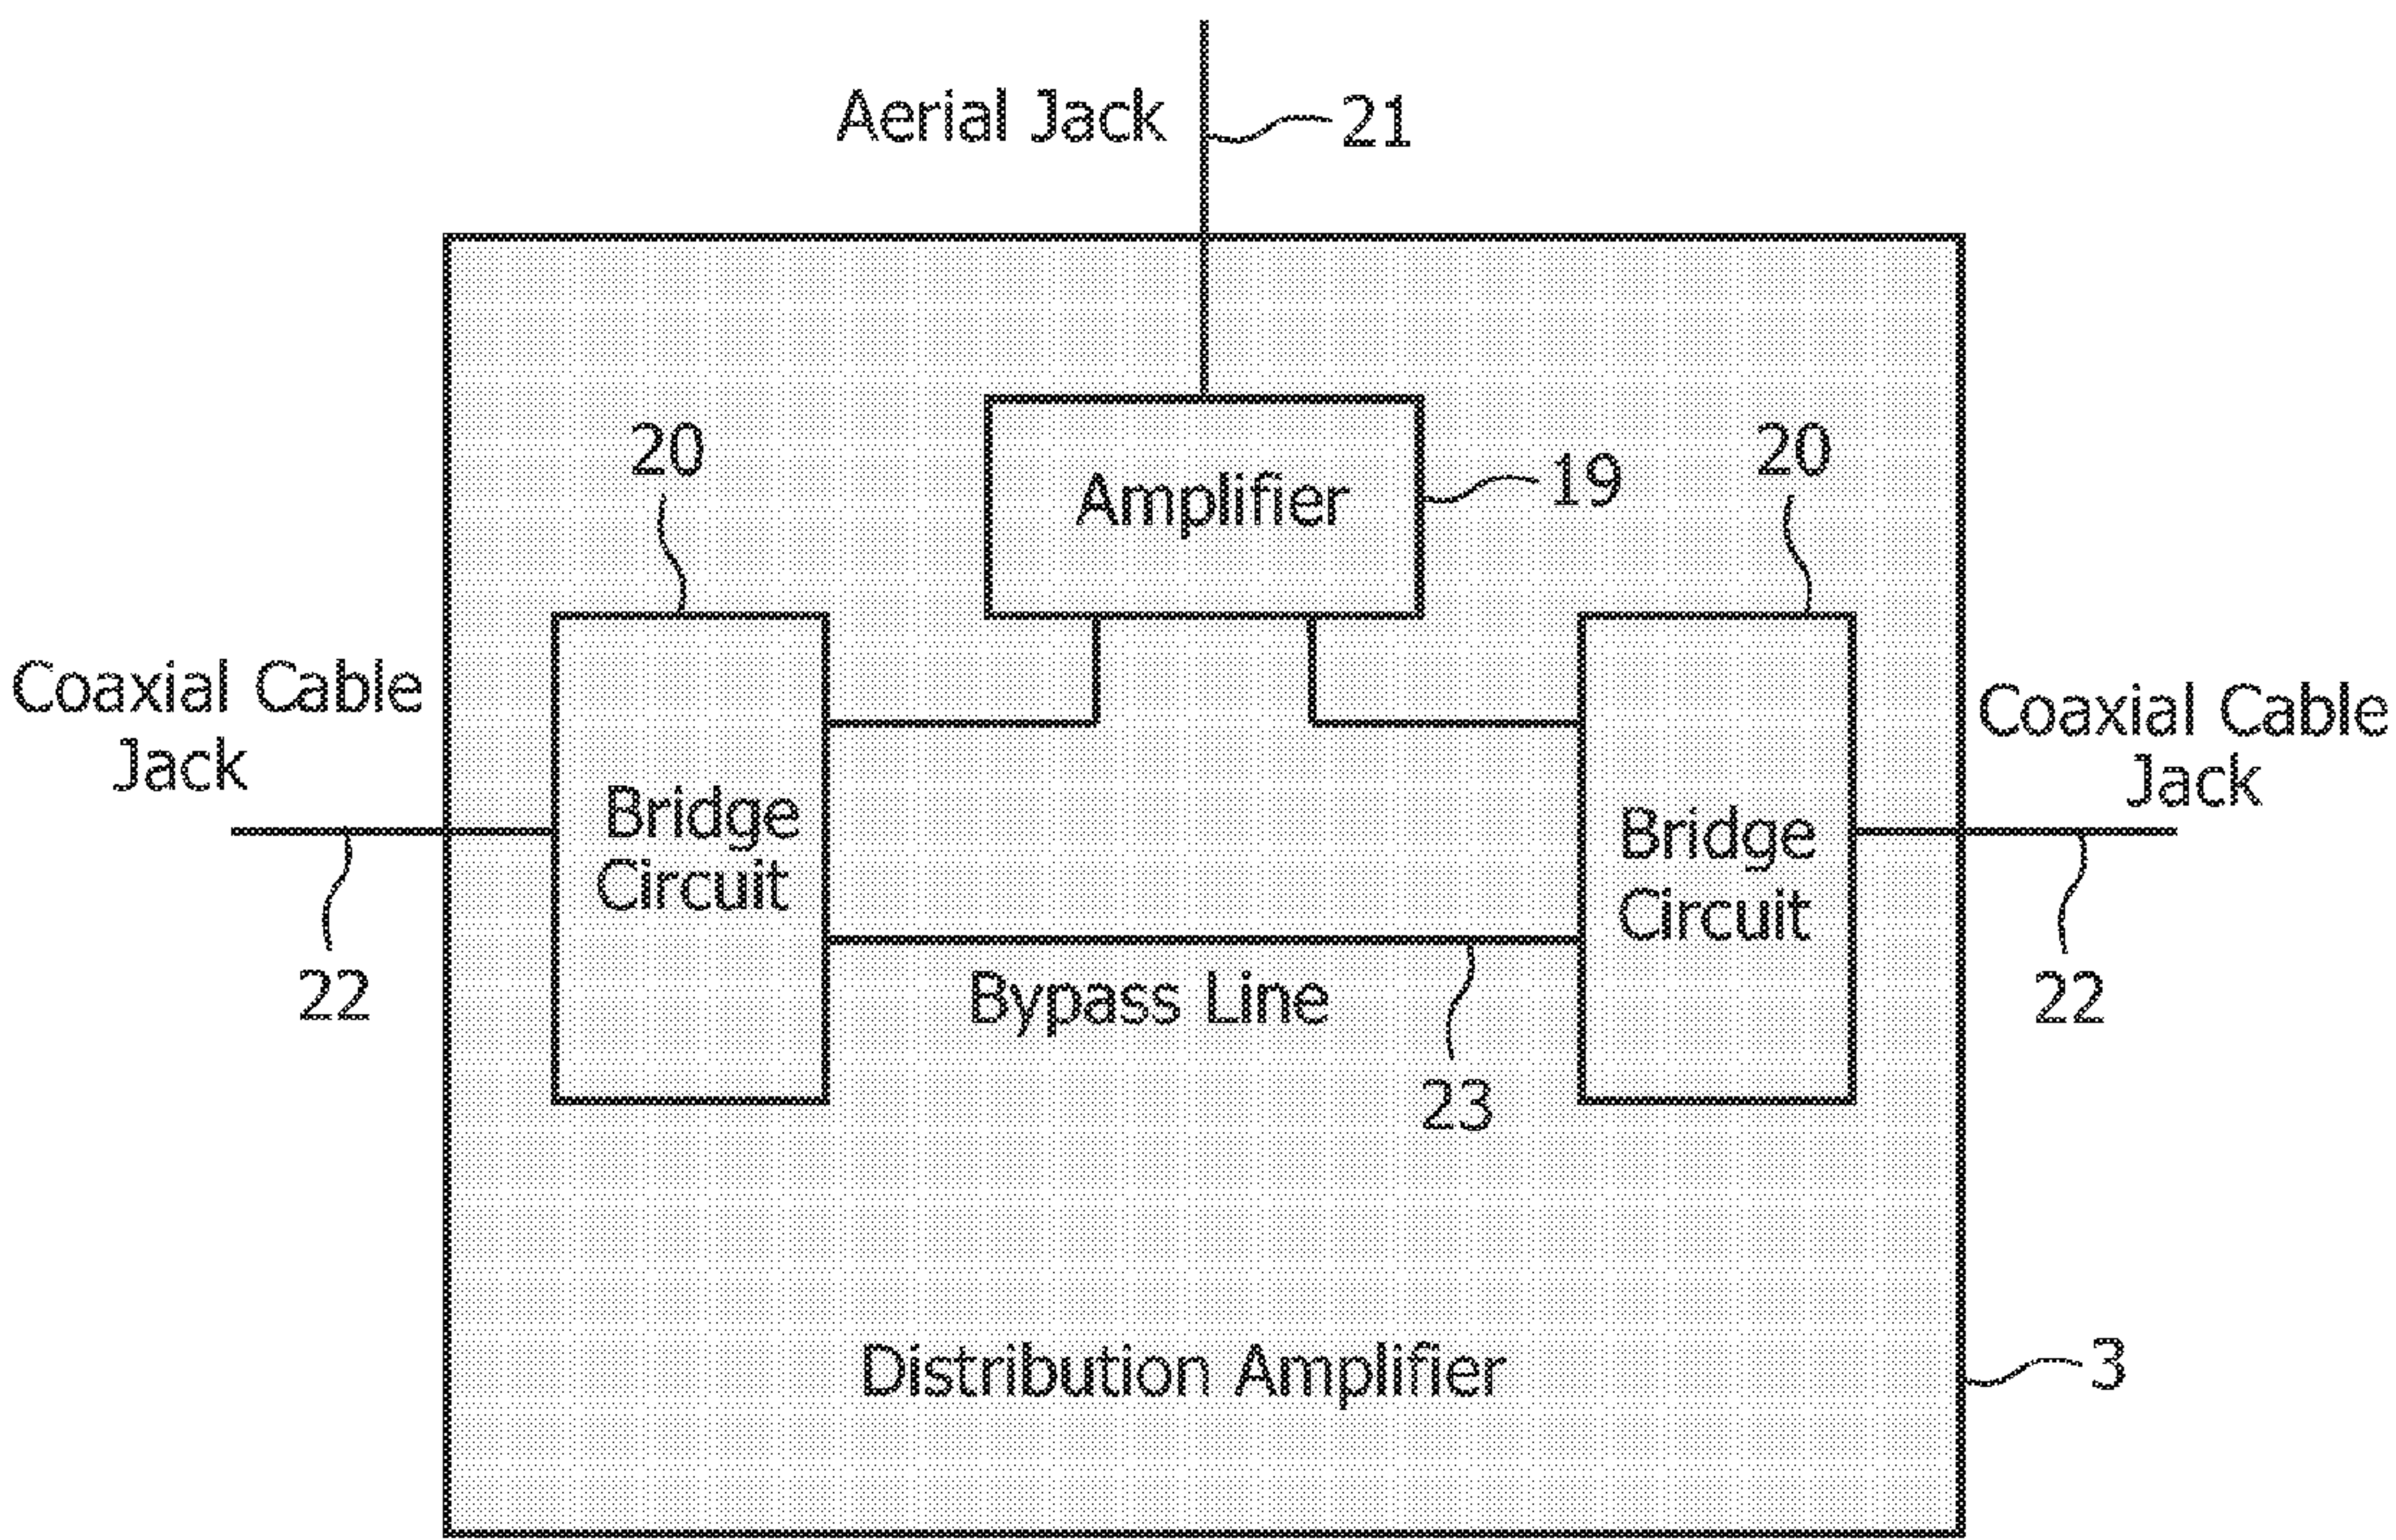 Aerial Jack
21
20
Amplifier
19
20
Coaxial Cable
Jack
Coaxial Cable
Jack
Bridge
Circuit
Bridge
Circuit
22
Bypass Line
22
23
Distribution Amplifier
3